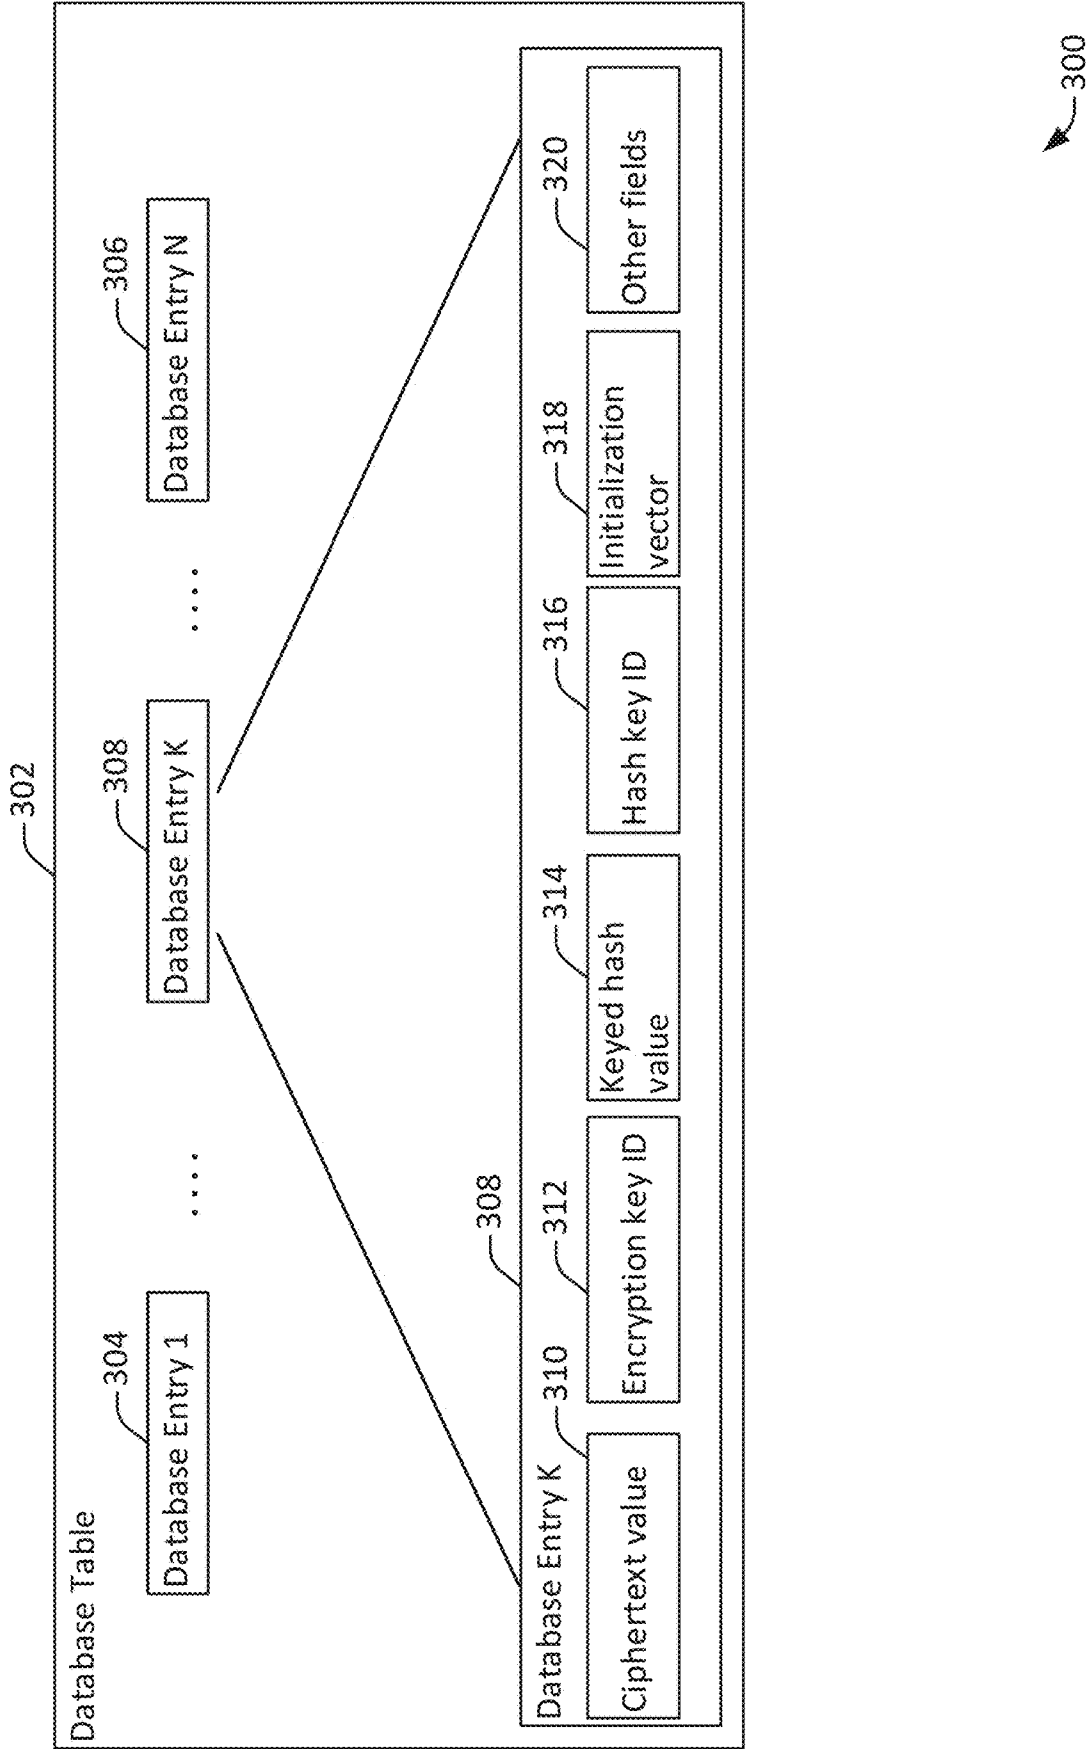 302
Database Table
304
308
306
Database Entry 1
....
Database Entry K
....
Database Entry N
308
Database Entry K
310
312
314
316
318
320
Ciphertext value
Encryption key ID
Keyed hash
value
Hash key ID
Initialization
vector
Other fields
300